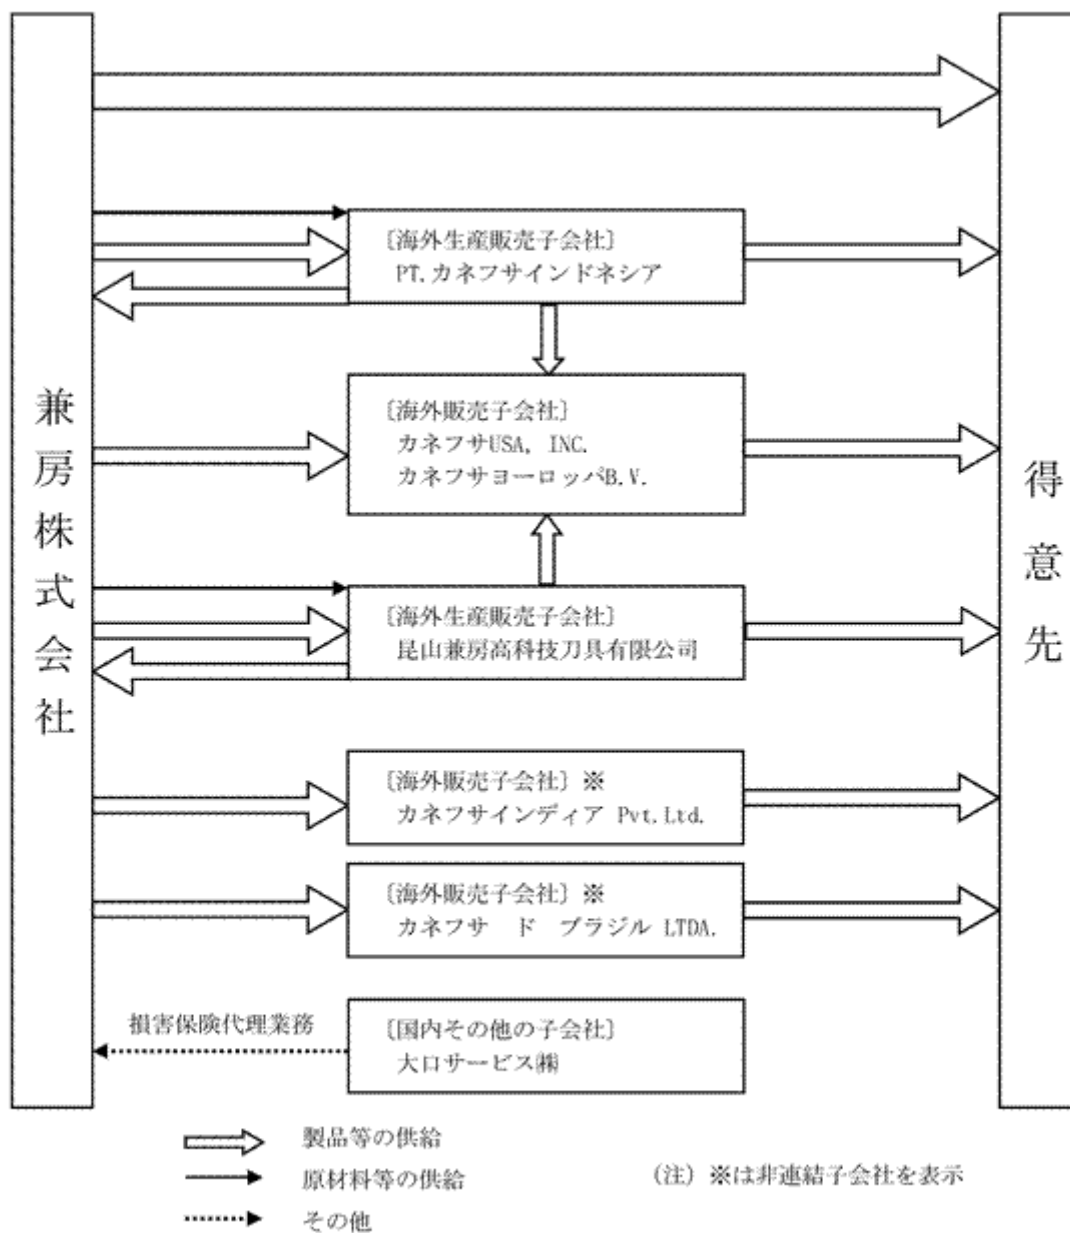 兼房株式会社
得意先
〔海外生産販売子会社〕
PT.カネフサインドネシア
〔海外販売子会社〕
カネフサUSA, INC.
カネフサヨーロッパB.V.
〔海外生産販売子会社〕
昆山兼房高科技刀具有限公司
〔海外販売子会社〕※
カネフサインディア Pvt.Ltd.
〔海外販売子会社〕※
カネフサ　ド　ブラジル LTDA.
損害保険代理業務
〔国内その他の子会社〕
大口サービス㈱
製品等の供給
原材料等の供給
(注) ※は非連結子会社を表示
その他